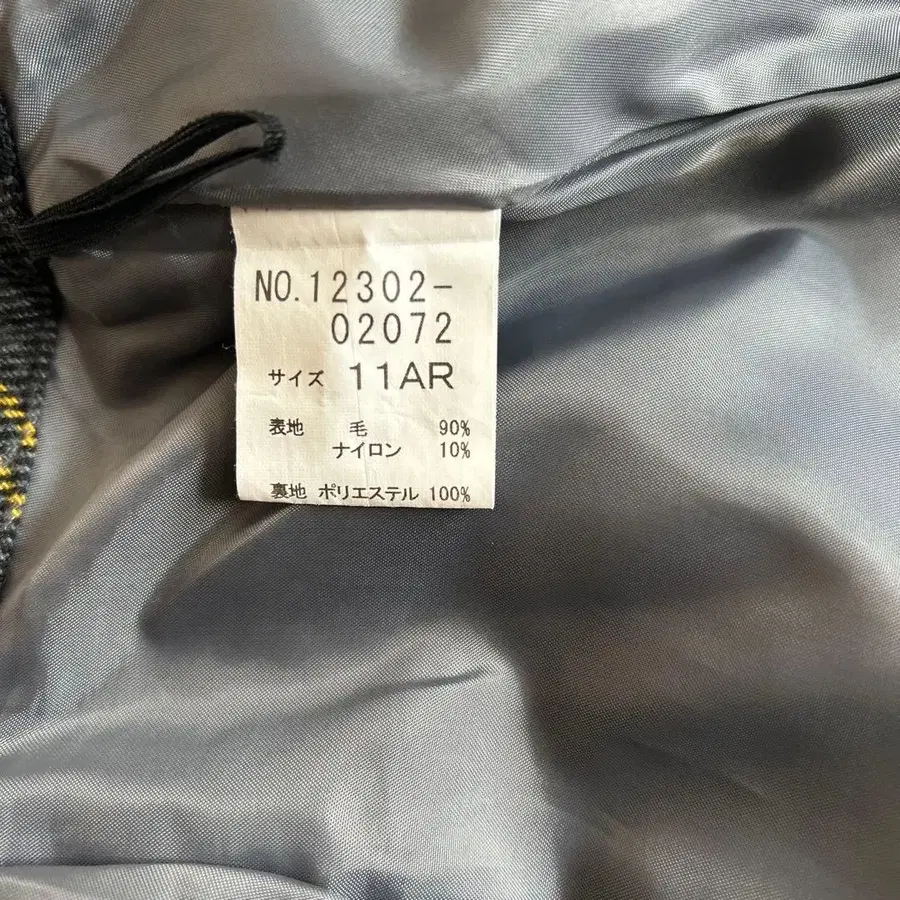 NO.12302-
02072
サイズ 11AR
表地 毛 90%
ナイロン 10%
裏地 ポリエステル 100%